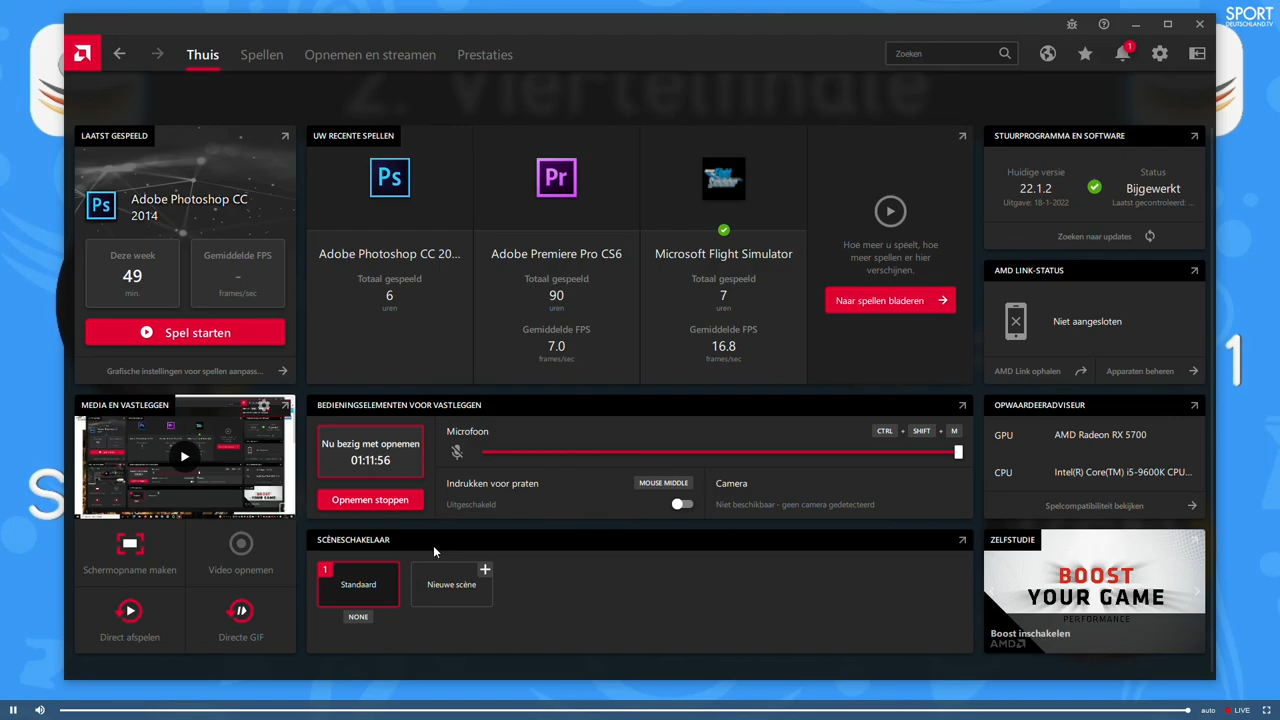 SPORT
DEUTSCHLAND.TV
Thuis
Spellen
Opnemen en streamen
Prestaties
Zoeken
1
2. Viertelfinale
LAATST GESPEELD
Ps
Adobe Photoshop CC
2014
Deze week
49
min.
Gemiddelde FPS
-
frames/sec
Spel starten
Grafische instellingen voor spellen aanpass...
UW RECENTE SPELLEN
Ps
Adobe Photoshop CC 20...
Totaal gespeeld
6
uren
Pr
Adobe Premiere Pro CS6
Totaal gespeeld
90
uren
Gemiddelde FPS
7.0
frames/sec
Microsoft Flight Simulator
Totaal gespeeld
7
uren
Gemiddelde FPS
16.8
frames/sec
Hoe meer u speelt, hoe
meer spellen er hier
verschijnen.
Naar spellen bladeren
STUURPROGRAMMA EN SOFTWARE
Huidige versie
22.1.2
Uitgave: 18-1-2022
Status
Bijgewerkt
Laatst gecontroleerd: ...
Zoeken naar updates
AMD LINK-STATUS
Niet aangesloten
AMD Link ophalen
Apparaten beheren
MEDIA EN VASTLEGGEN
Schermopname maken
Video opnemen
Direct afspelen
Directe GIF
BEDIENINGSELEMENTEN VOOR VASTLEGGEN
Nu bezig met opnemen
01:11:56
Opnemen stoppen
Microfoon
CTRL + SHIFT + M
Indrukken voor praten
MOUSE MIDDLE
Uitgeschakeld
Camera
Niet beschikbaar - geen camera gedetecteerd
SCÈNESCHAKELAAR
1
Standaard
NONE
Nieuwe scène
OPWAARDEERADVISEUR
GPU
AMD Radeon RX 5700
CPU
Intel(R) Core(TM) i5-9600K CPU...
Spelcompatibiliteit bekijken
ZELFSTUDIE
BOOST
YOUR GAME
PERFORMANCE
Boost inschakelen
AMD
S
1
auto
LIVE